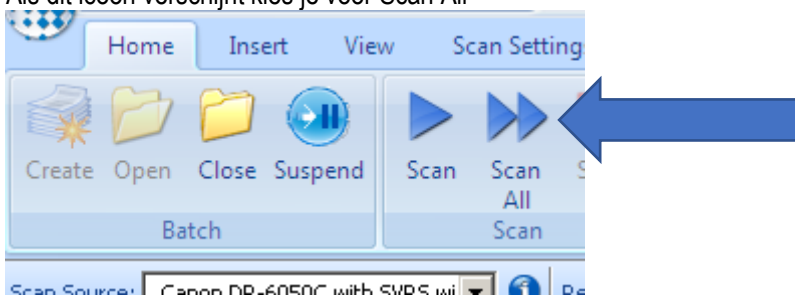 Als dit icoon verschijnt kies je voor Scan All
Home Insert View Scan Setting
Create Open Close Suspend Scan Scan All
Batch Scan
Scan Source: Canon DR-6050C with SVRS wi